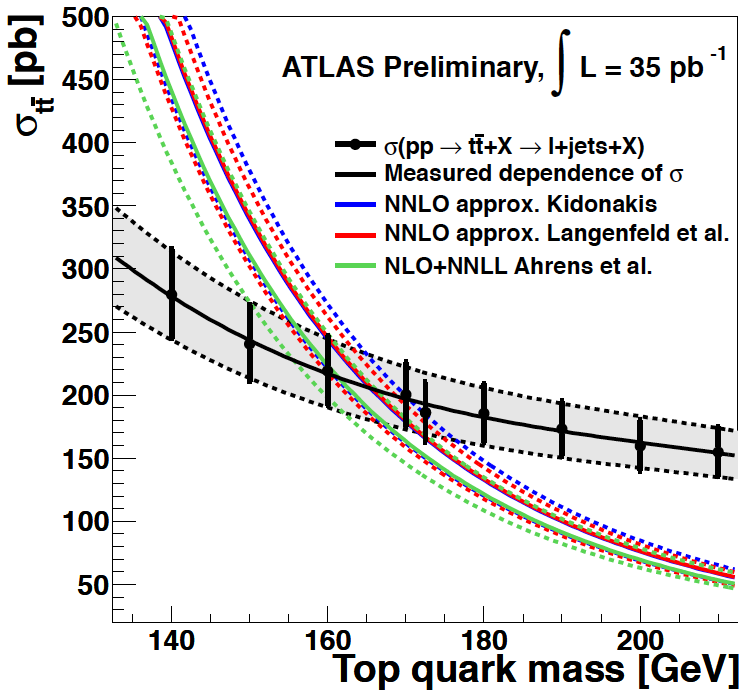 σtt̄ [pb]
500
450
400
350
300
250
200
150
100
50
ATLAS Preliminary, ∫ L = 35 pb⁻¹
σ(pp → tt̄+X → l+jets+X)
Measured dependence of σ
NNLO approx. Kidonakis
NNLO approx. Langenfeld et al.
NLO+NNLL Ahrens et al.
140 160 180 200
Top quark mass [GeV]